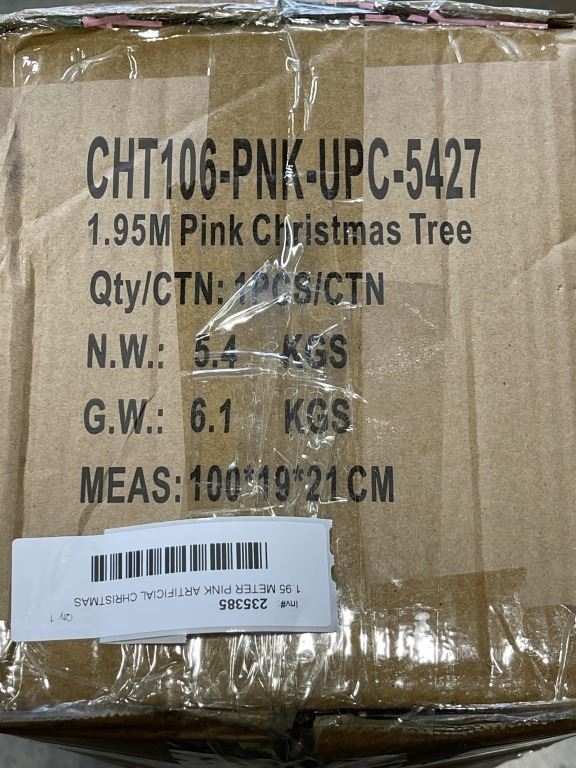 CHT106-PNK-UPC-5427
1.95M Pink Christmas Tree
Qty/CTN: 1PCS/CTN
N.W.: 5.4 KGS
G.W.: 6.1 KGS
MEAS: 100*19*21CM
Inv#: 235385
1.95 METER PINK ARTIFICIAL CHRISTMAS
Qty 1